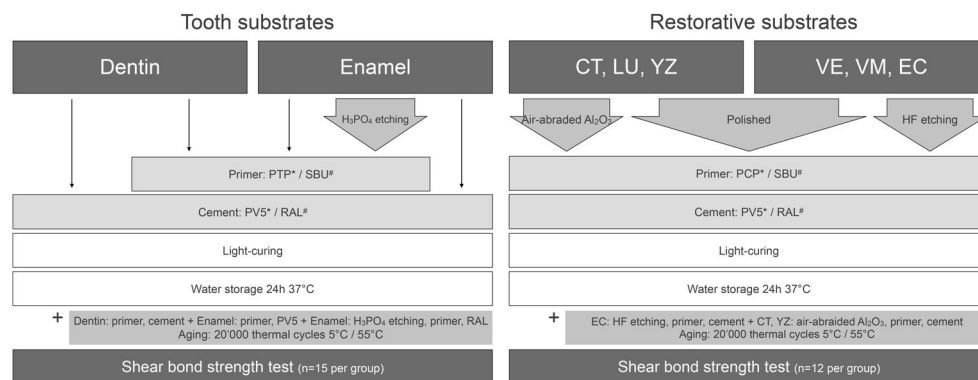 Tooth substrates
Dentin
Enamel
H₃PO₄ etching
Primer: PTP* / SBU#
Cement: PV5* / RAL#
Light-curing
Water storage 24h 37°C
+
Dentin: primer, cement + Enamel: primer, PV5 + Enamel: H₃PO₄ etching, primer, RAL
Aging: 20'000 thermal cycles 5°C / 55°C
Shear bond strength test (n=15 per group)
Restorative substrates
CT, LU, YZ
VE, VM, EC
Air-abraded Al₂O₃
Polished
HF etching
Primer: PCP* / SBU#
Cement: PV5* / RAL#
Light-curing
Water storage 24h 37°C
+
EC: HF etching, primer, cement + CT, YZ: air-abraided Al₂O₃, primer, cement
Aging: 20'000 thermal cycles 5°C / 55°C
Shear bond strength test (n=12 per group)